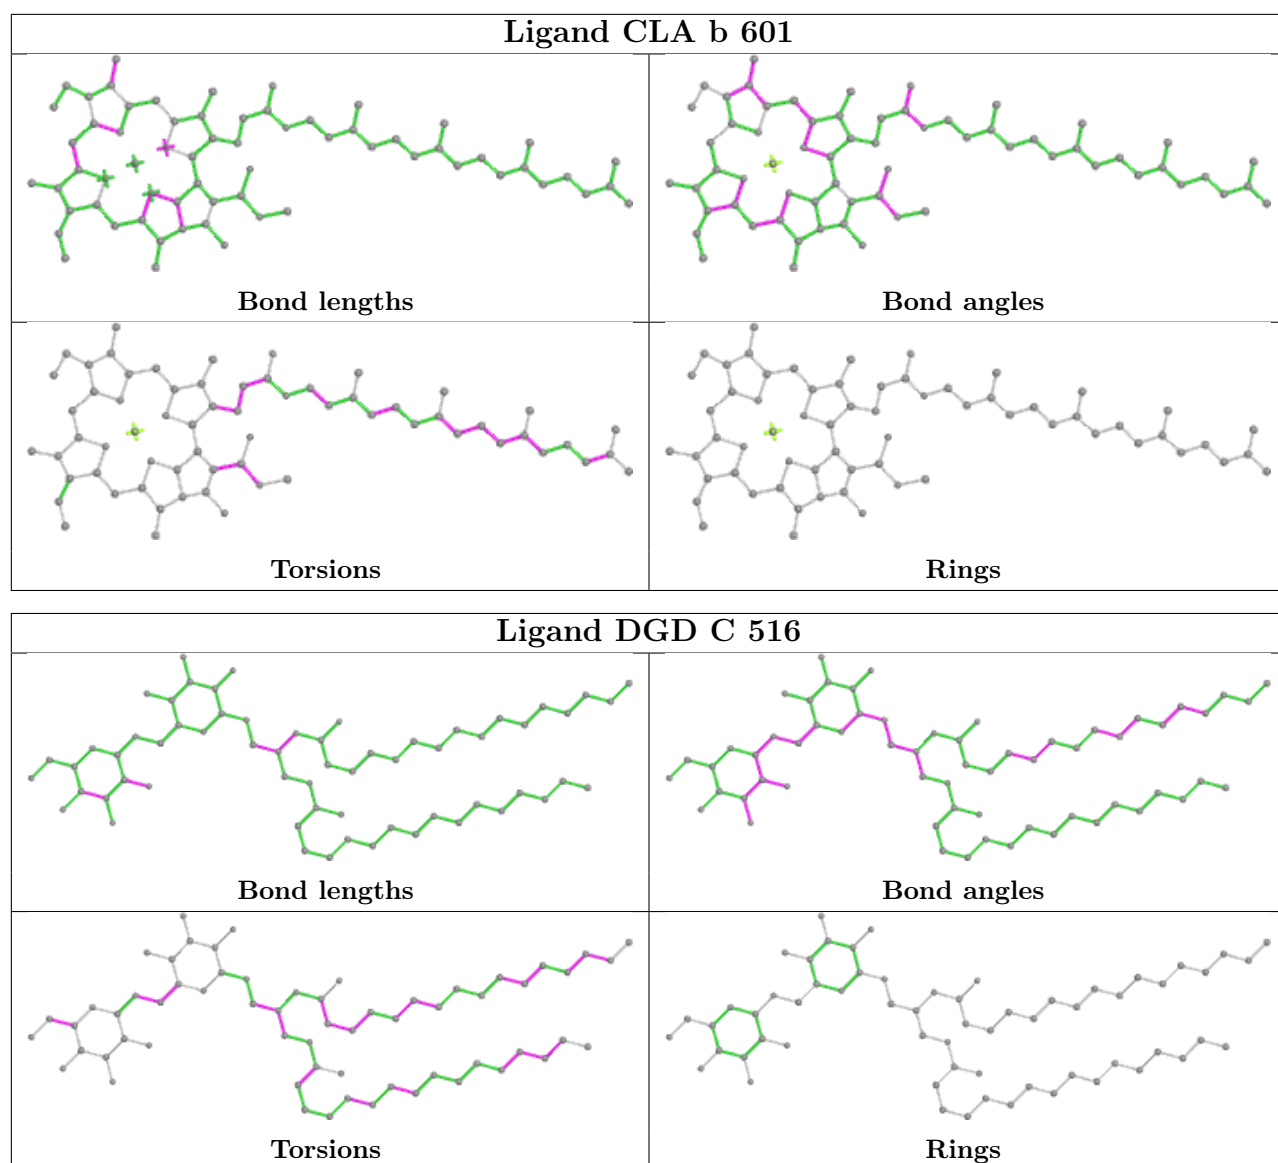 Ligand CLA b 601
Bond lengths
Bond angles
Torsions
Rings
Ligand DGD C 516
Bond lengths
Bond angles
Torsions
Rings